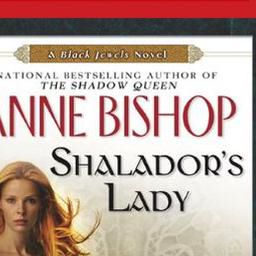 A Black Jewels Novel
NATIONAL BESTSELLING AUTHOR OF
THE SHADOW QUEEN
ANNE BISHOP
SHALADOR'S
LADY